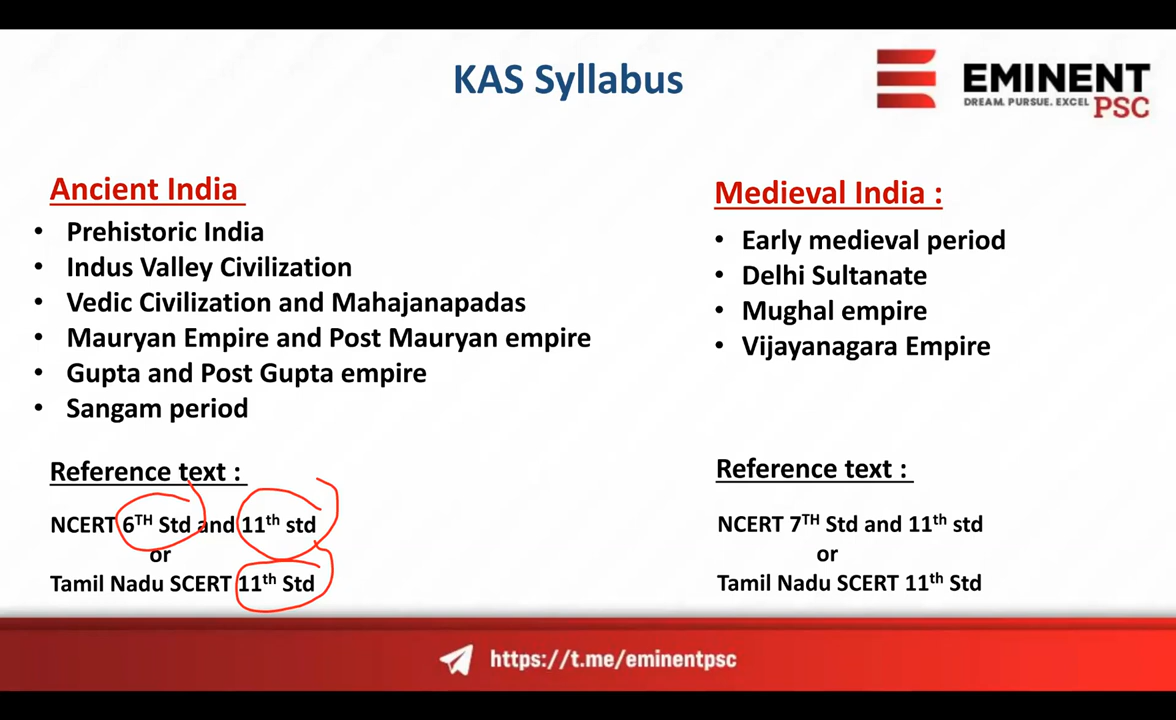 KAS Syllabus
EMINENT
DREAM. PURSUE. EXCEL
PSC
Ancient India
• Prehistoric India
• Indus Valley Civilization
• Vedic Civilization and Mahajanapadas
• Mauryan Empire and Post Mauryan empire
• Gupta and Post Gupta empire
• Sangam period
Reference text :
NCERT 6TH Std and 11th std
or
Tamil Nadu SCERT 11th Std
Medieval India :
• Early medieval period
• Delhi Sultanate
• Mughal empire
• Vijayanagara Empire
Reference text :
NCERT 7TH Std and 11th std
or
Tamil Nadu SCERT 11th Std
https://t.me/eminentpsc